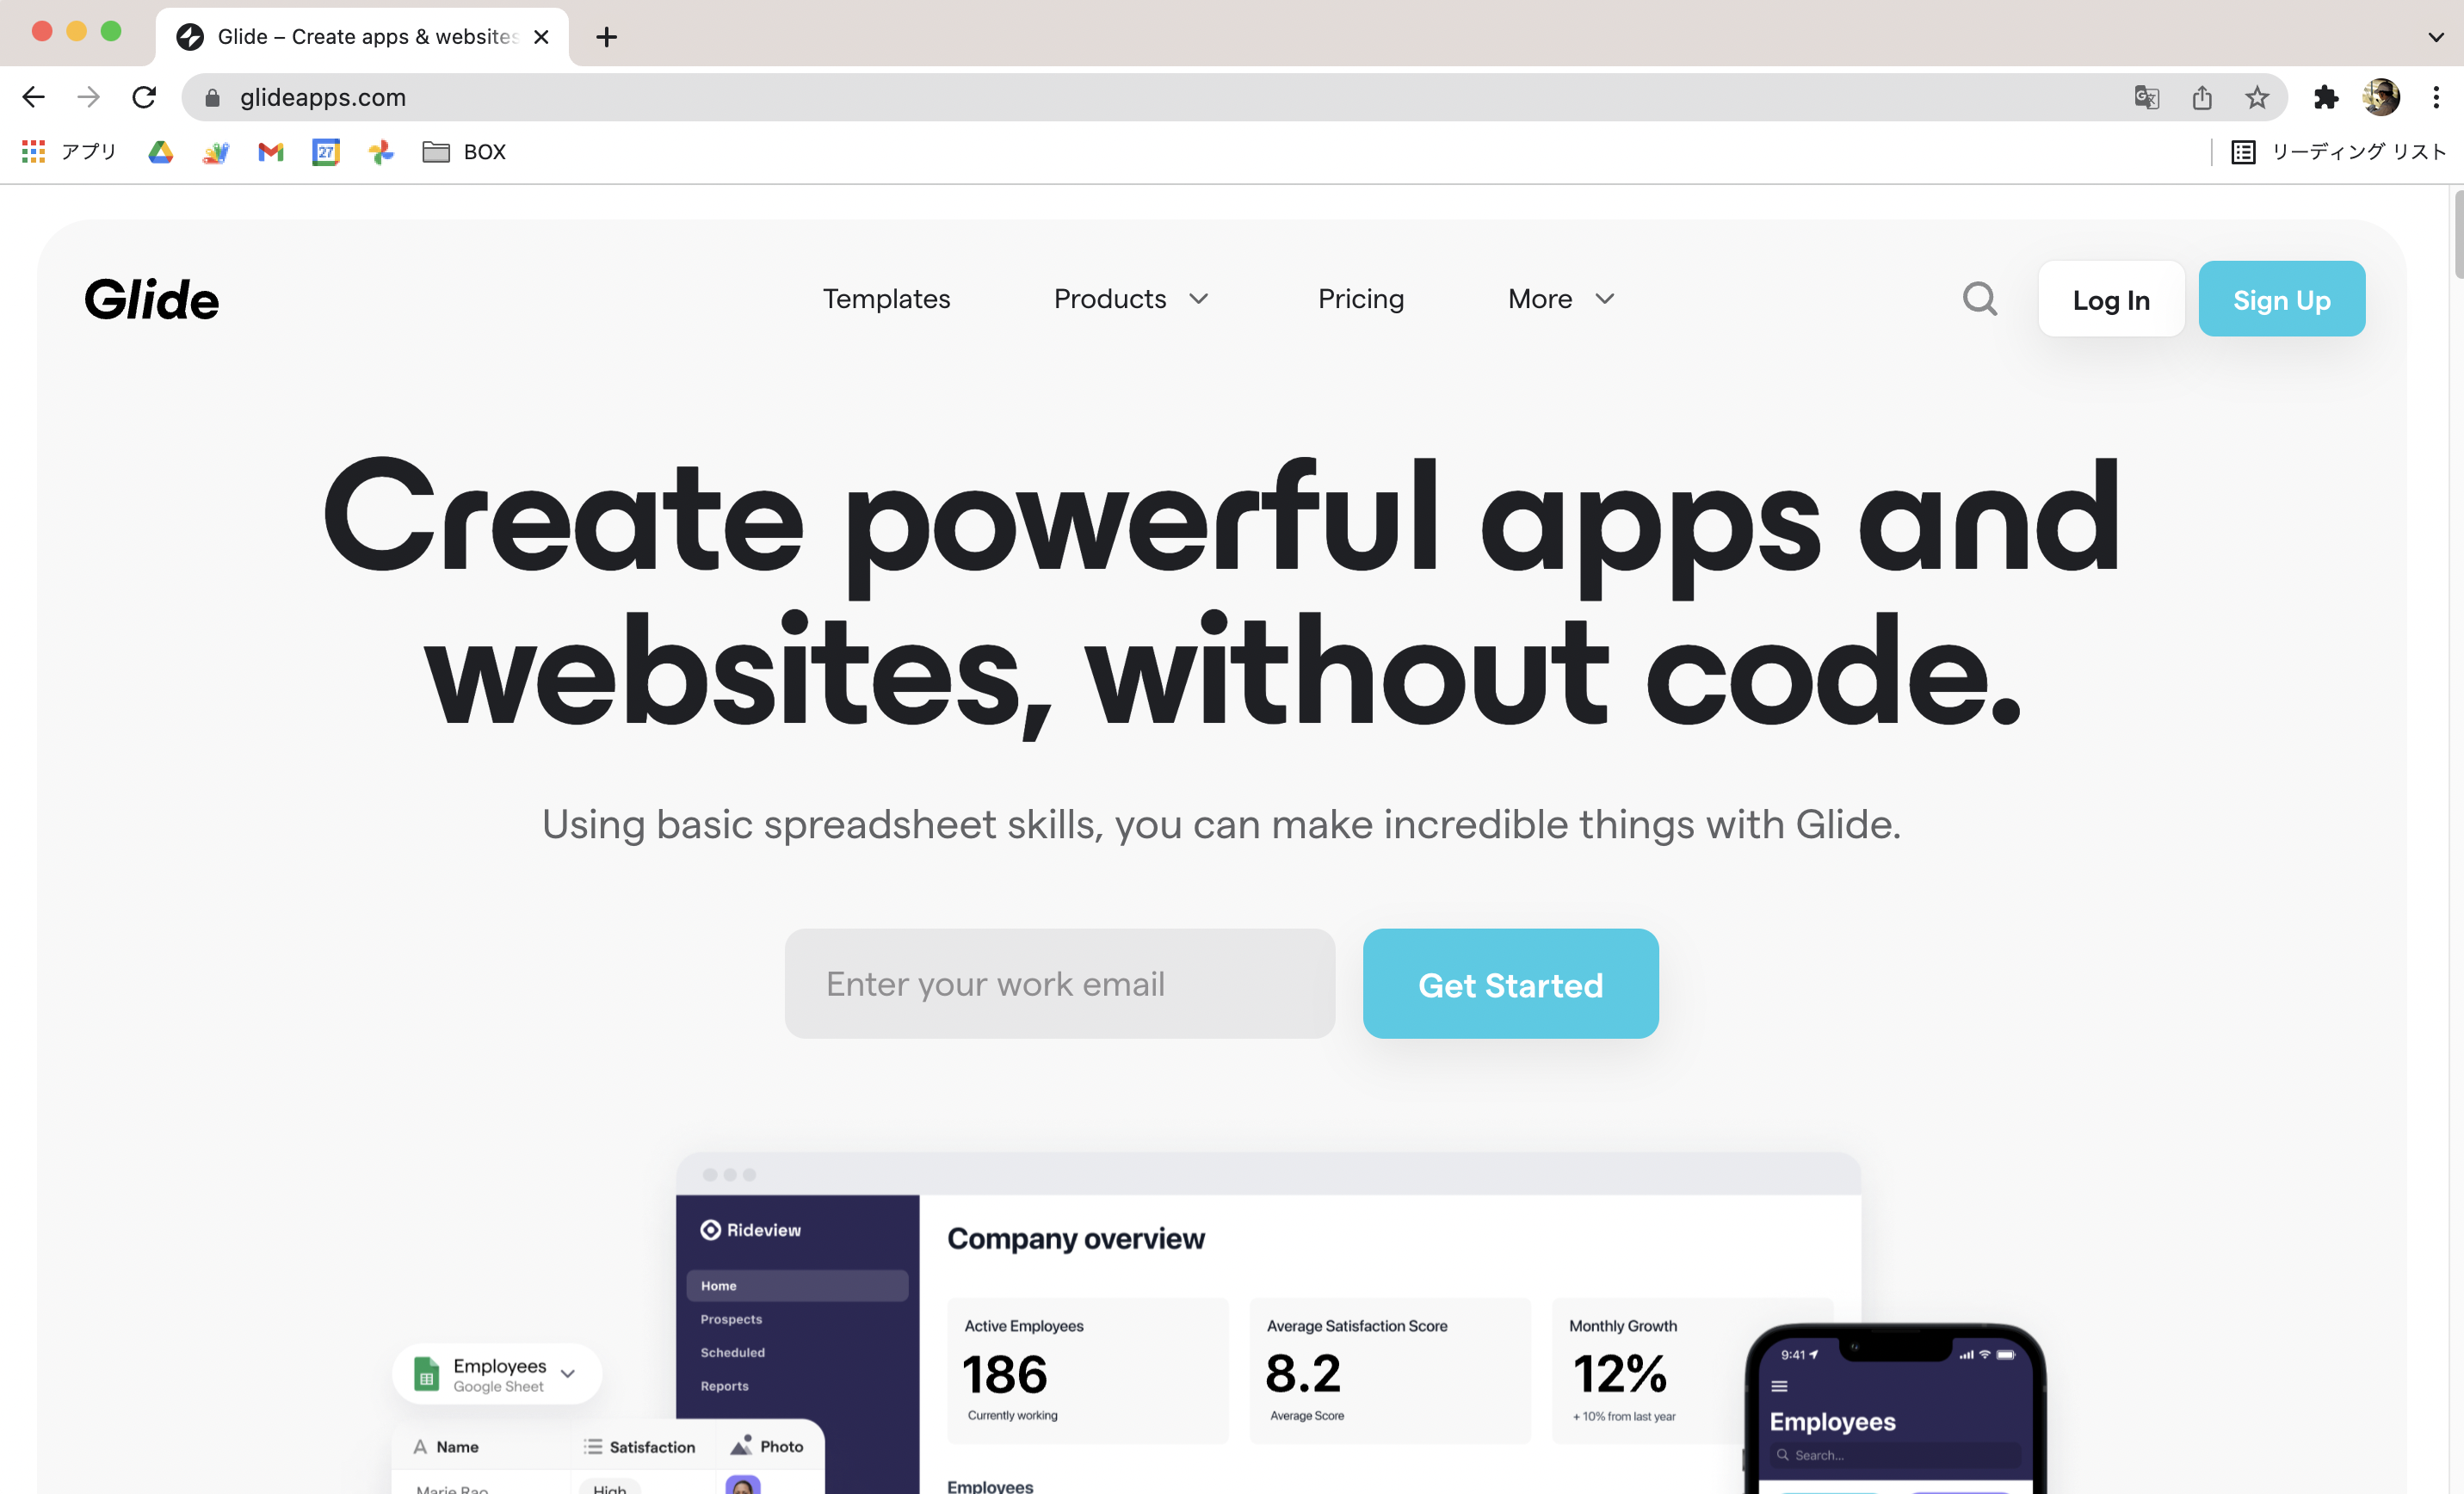 Glide – Create apps & websites
glideapps.com
アプリ
27
BOX
リーディング リスト
Glide
Templates
Products
Pricing
More
Log In
Sign Up
Create powerful apps and
websites, without code.
Using basic spreadsheet skills, you can make incredible things with Glide.
Enter your work email
Get Started
Rideview
Home
Prospects
Scheduled
Reports
Company overview
Active Employees
186
Currently working
Average Satisfaction Score
8.2
Average Score
Monthly Growth
12%
+ 10% from last year
Employees
Employees
Google Sheet
Name
Satisfaction
Photo
Marie Rao
High
9:41
Employees
Search...